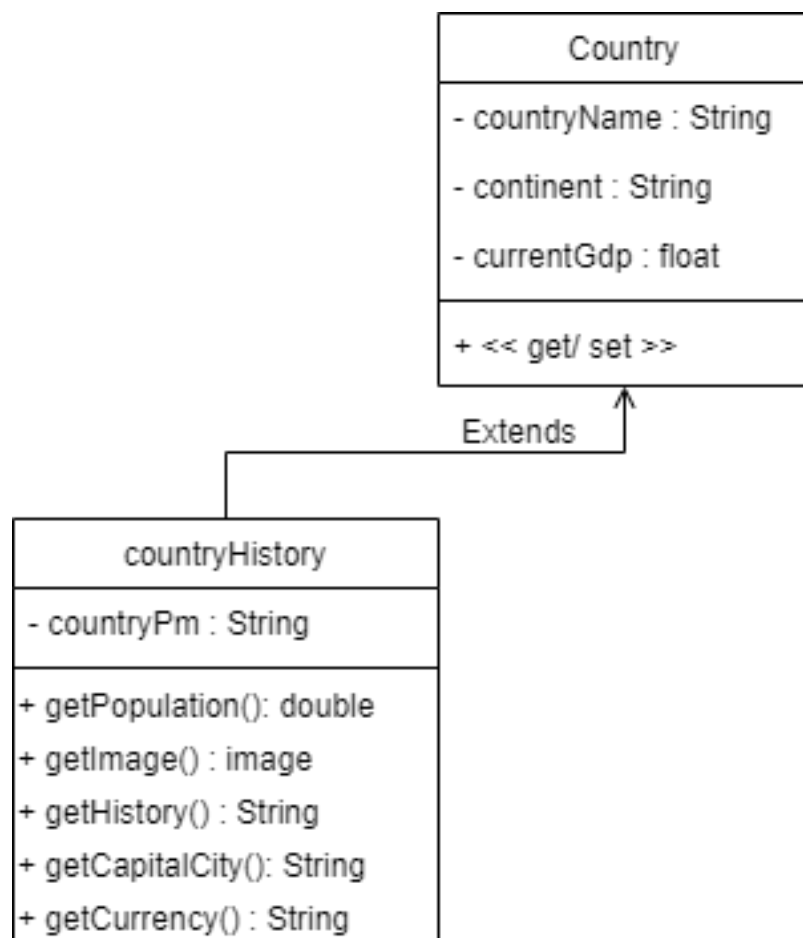 Country
- countryName : String
- continent : String
- currentGdp : float
+ << get/ set >>
Extends
countryHistory
- countryPm : String
+ getPopulation(): double
+ getImage() : image
+ getHistory() : String
+ getCapitalCity(): String
+ getCurrency() : String